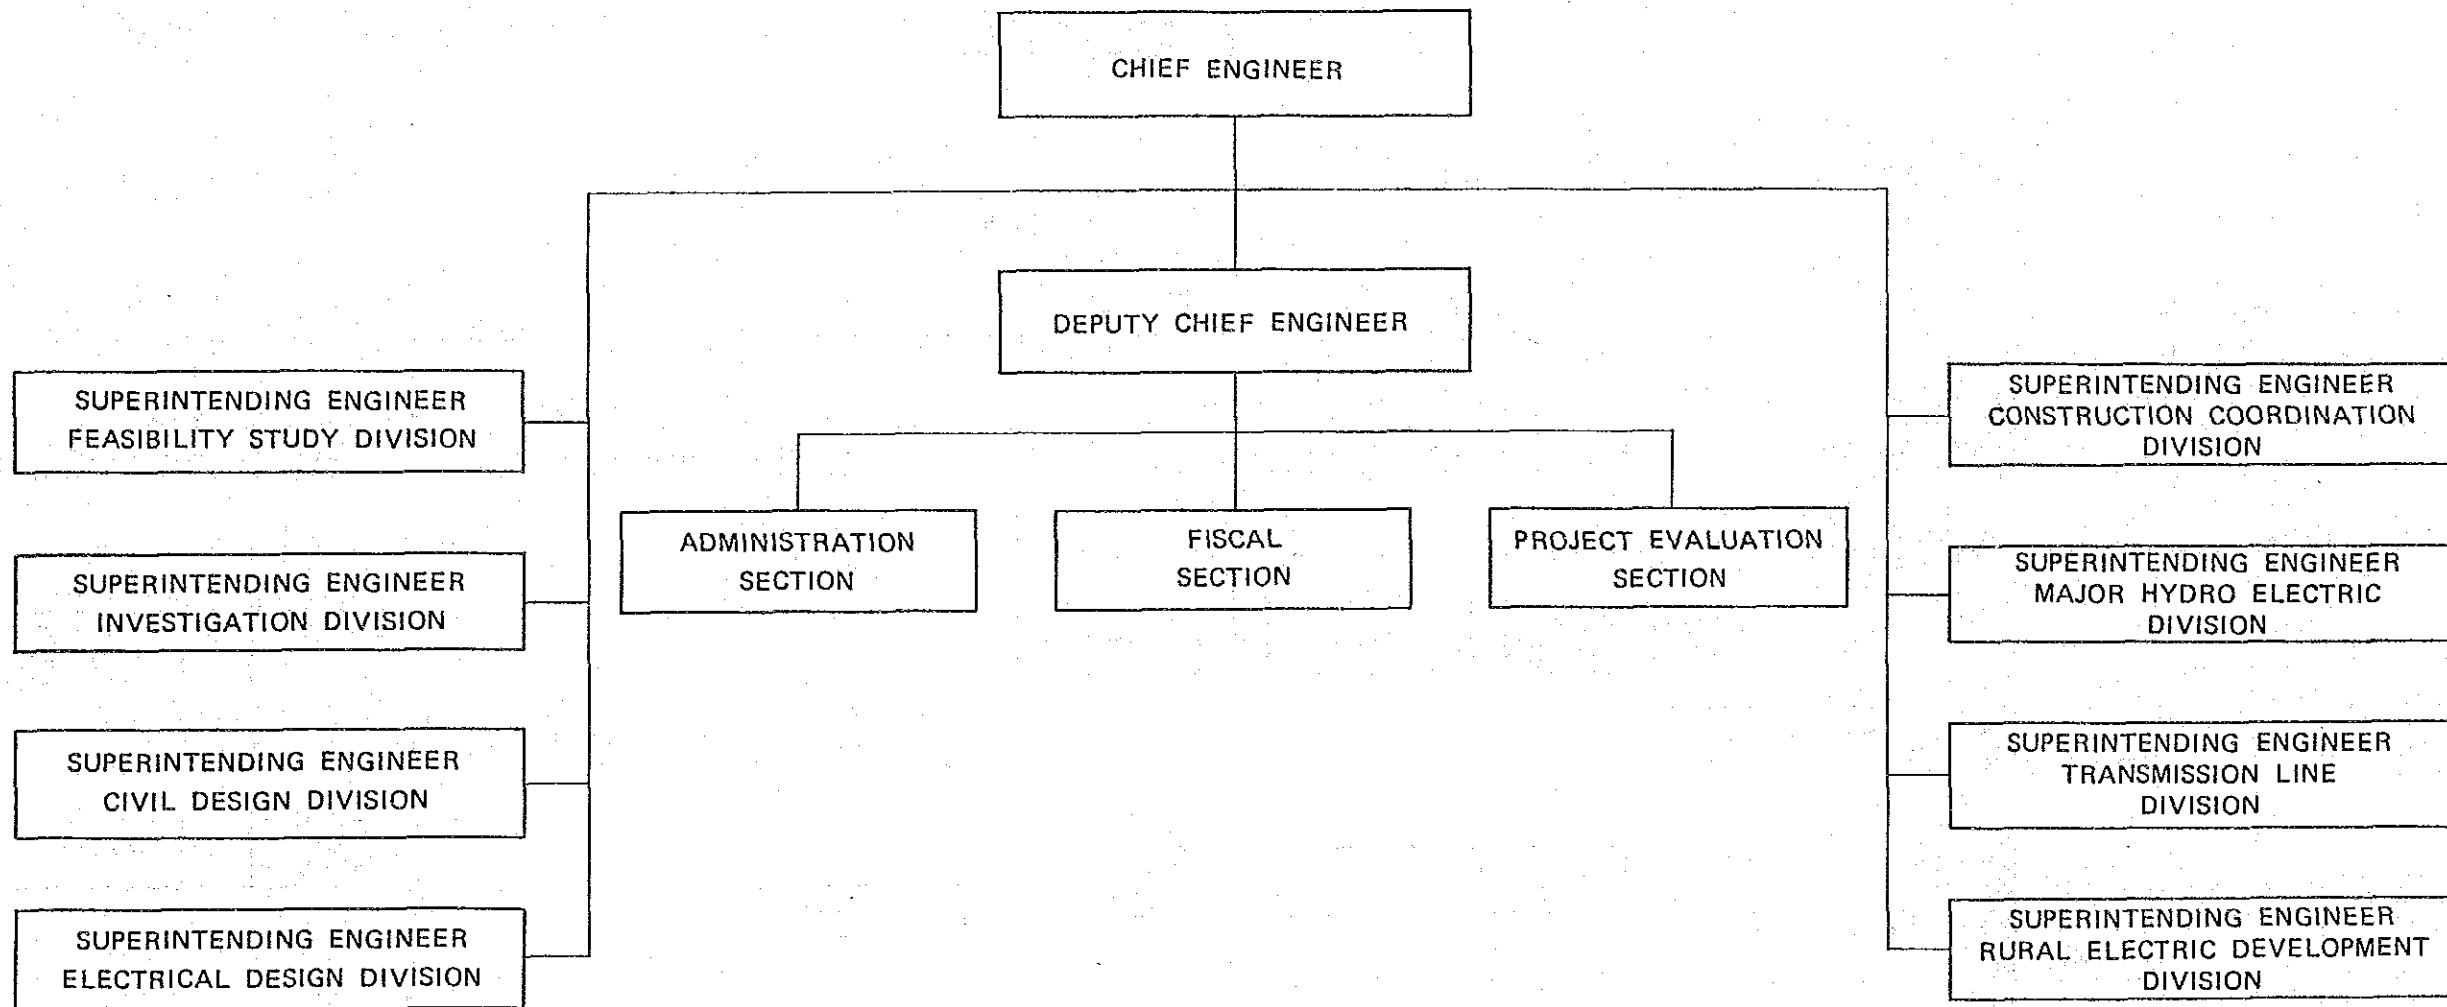 CHIEF ENGINEER
DEPUTY CHIEF ENGINEER
SUPERINTENDING ENGINEER
FEASIBILITY STUDY DIVISION
SUPERINTENDING ENGINEER
INVESTIGATION DIVISION
SUPERINTENDING ENGINEER
CIVIL DESIGN DIVISION
SUPERINTENDING ENGINEER
ELECTRICAL DESIGN DIVISION
ADMINISTRATION
SECTION
FISCAL
SECTION
PROJECT EVALUATION
SECTION
SUPERINTENDING ENGINEER
CONSTRUCTION COORDINATION
DIVISION
SUPERINTENDING ENGINEER
MAJOR HYDRO ELECTRIC
DIVISION
SUPERINTENDING ENGINEER
TRANSMISSION LINE
DIVISION
SUPERINTENDING ENGINEER
RURAL ELECTRIC DEVELOPMENT
DIVISION